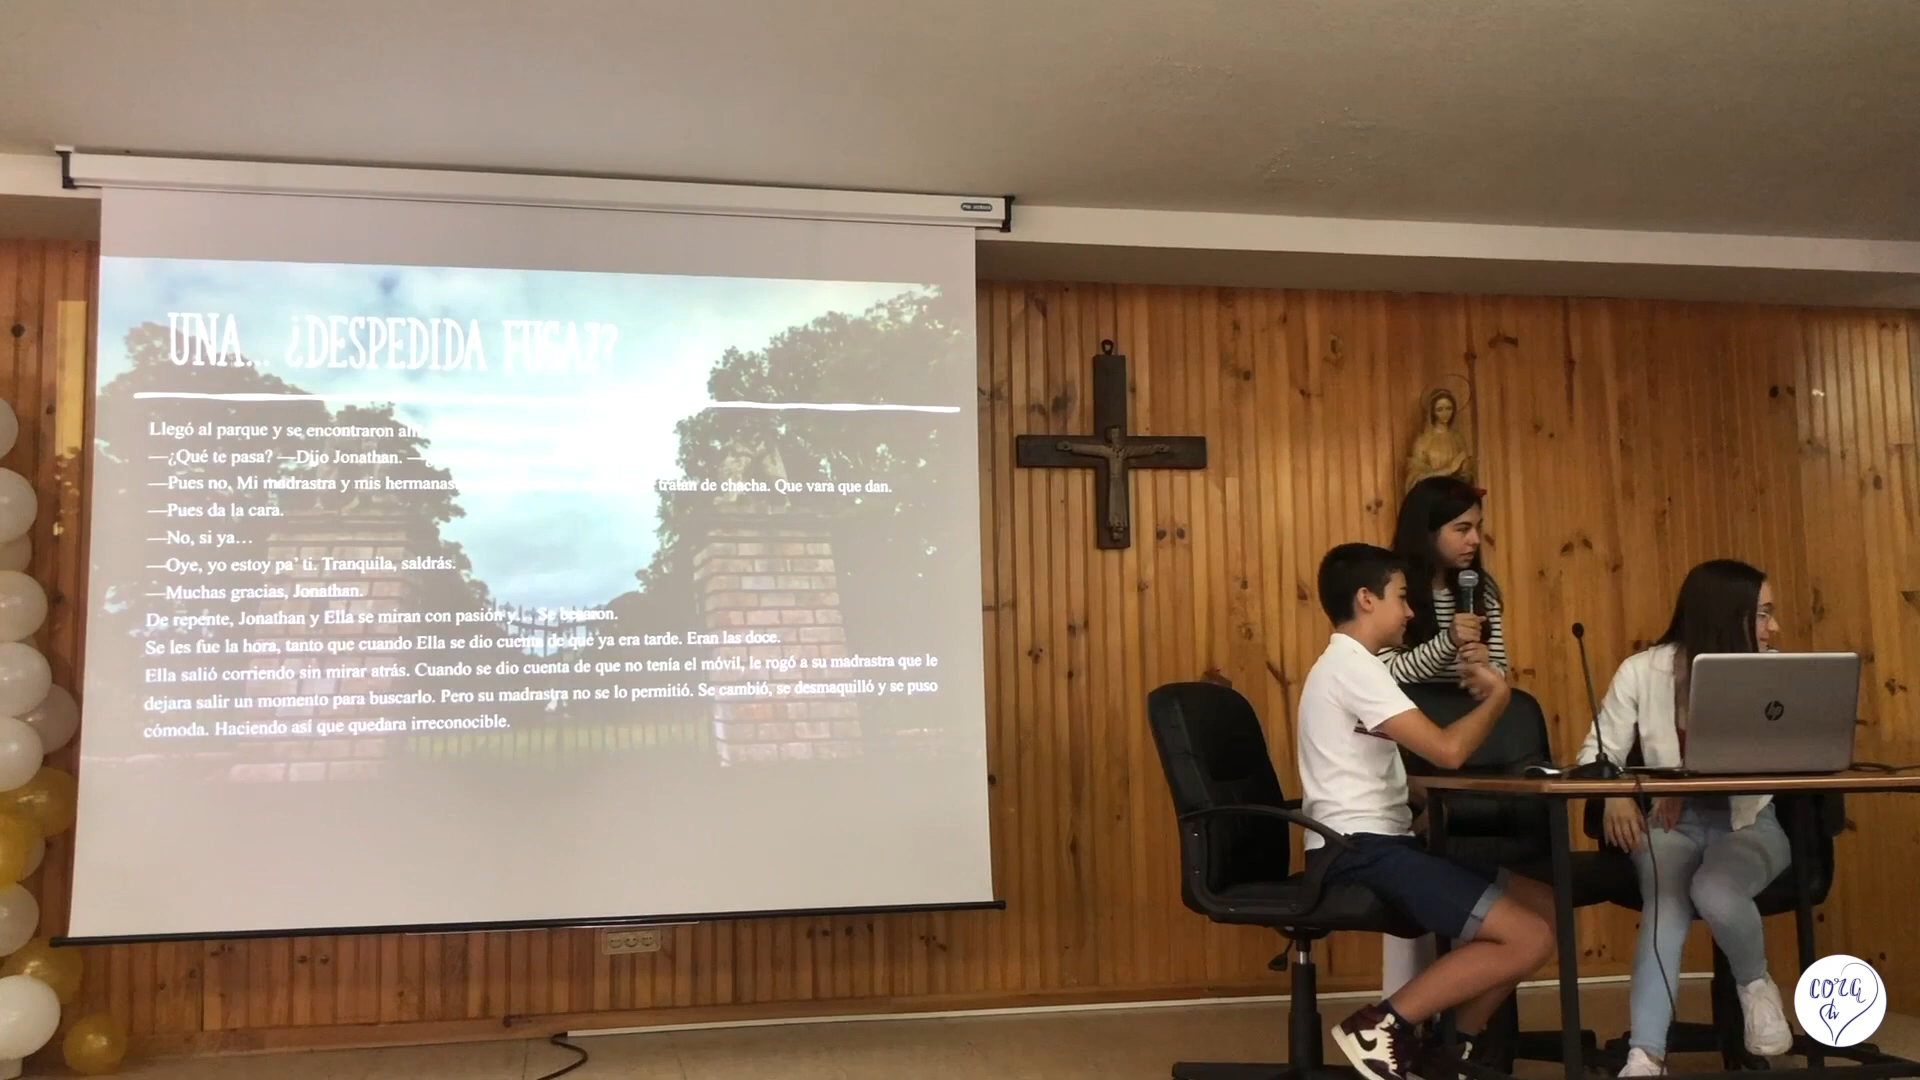 UNA... ¿DESPEDIDA FUGAZ?
Llegó al parque y se encontraron
—¿Qué te pasa? —Dijo Jonathan. —
—Pues no. Mi madrastra y mis hermanas tratan de chacha. Que vara que dan.
—Pues da la cara.
—No, si ya…
—Oye, yo estoy pa' ti. Tranquila, saldrás.
—Muchas gracias, Jonathan.
De repente, Jonathan y Ella se miran con pasión y… Se besaron.
Se les fue la hora, tanto que cuando Ella se dio cuenta de que ya era tarde. Eran las doce.
Ella salió corriendo sin mirar atrás. Cuando se dio cuenta de que no tenía el móvil, le rogó a su madrastra que le
dejara salir un momento para buscarlo. Pero su madrastra no se lo permitió. Se cambió, se desmaquilló y se puso
cómoda. Haciendo así que quedara irreconocible.
hp
cora
tv